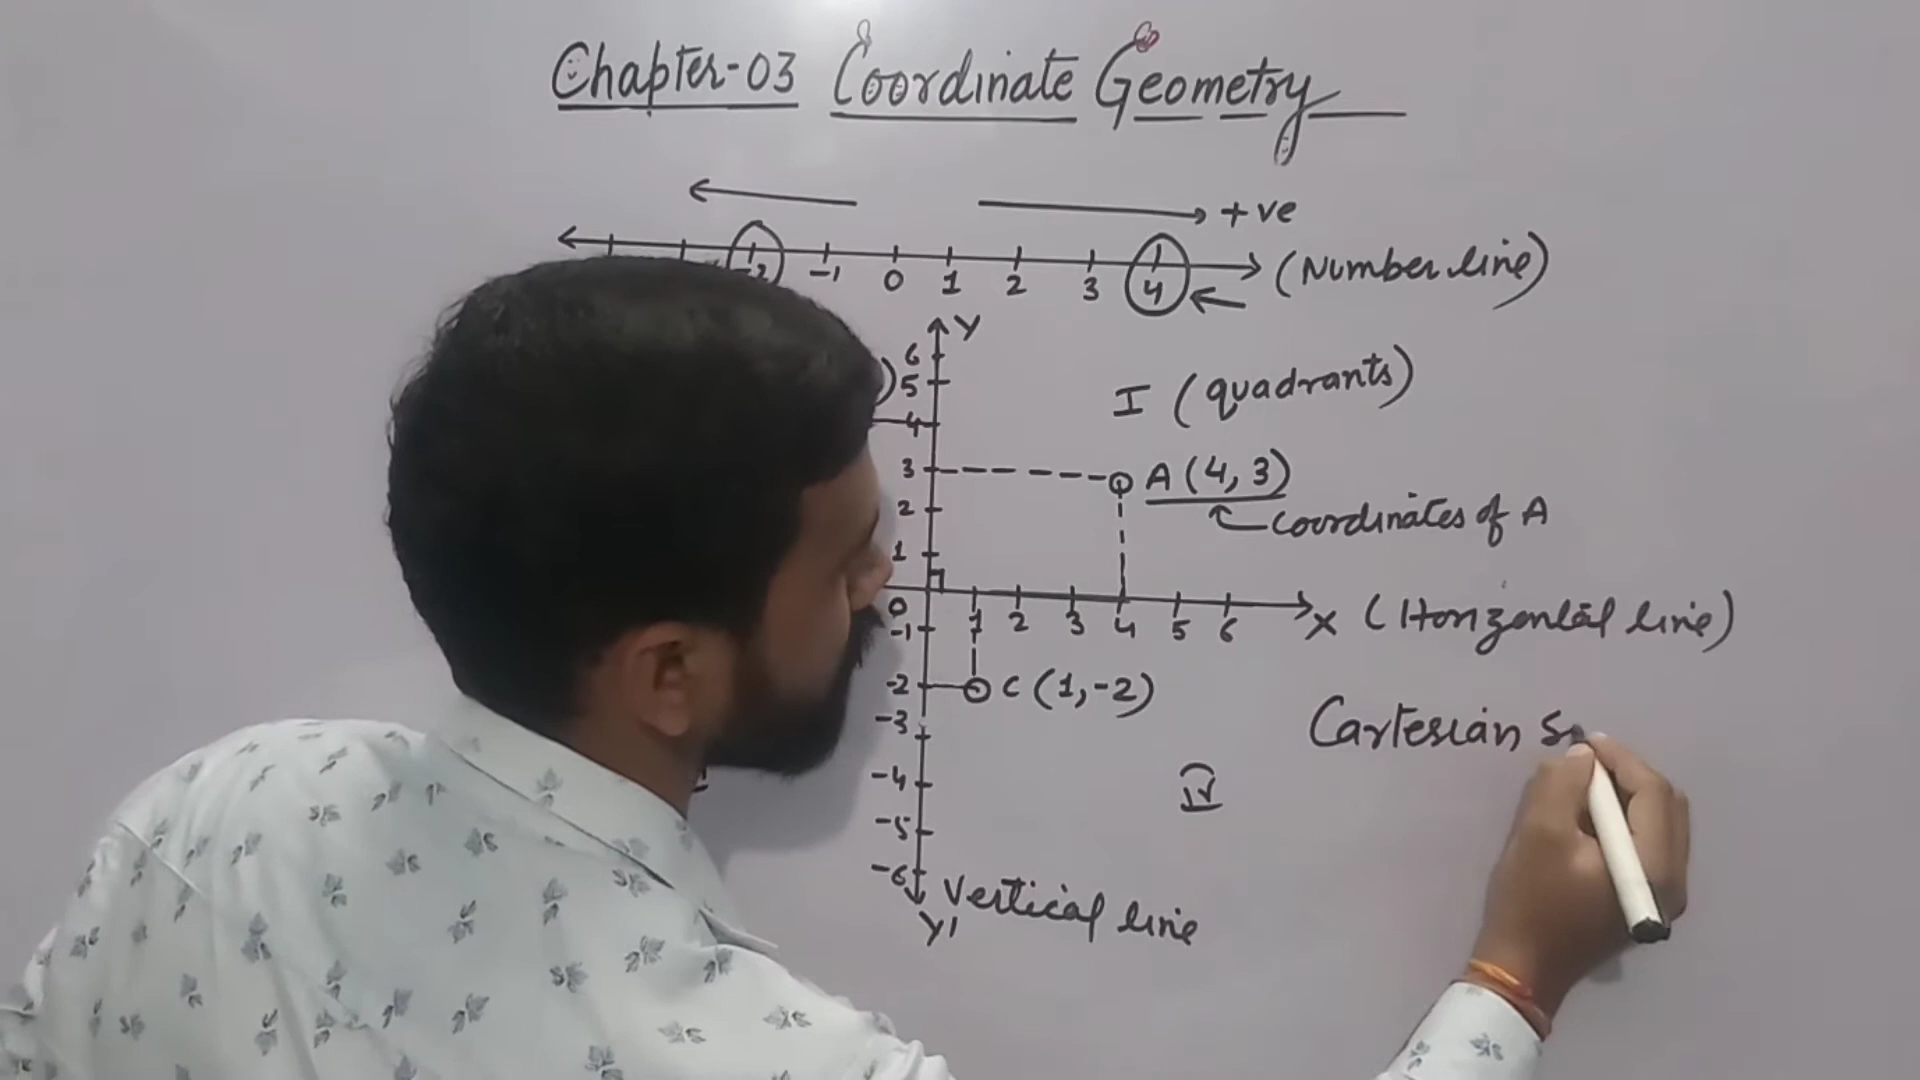 Chapter-03 Coordinate Geometry
+ve
-2 -1 0 1 2 3 4 (Number line)
Y
6
) 5
I (quadrants)
4
3 A (4, 3)
2 coordinates of A
1
0 1 2 3 4 5 6 X (Horizontal line)
-1
-2 C (1, -2)
-3 Cartesian
-4 IV
-5
-6 Vertical line
Y'